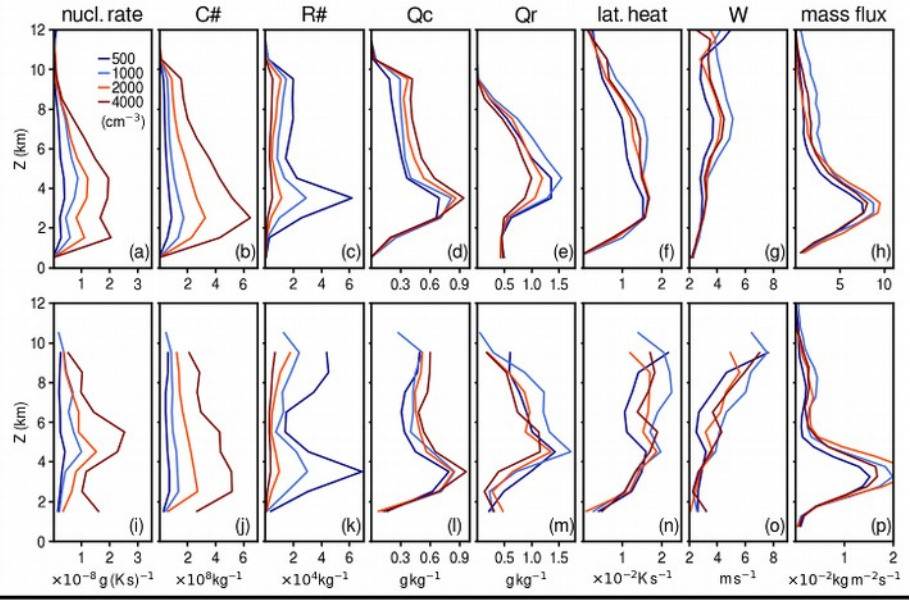 nucl. rate C# R# Qc Qr lat. heat W mass flux
12
10
8
6
4
2
0
Z (km)
500
1000
2000
4000
(cm⁻³)
(a) (b) (c) (d) (e) (f) (g) (h)
1 2 3 2 4 6 2 4 6 0.3 0.6 0.9 0.5 1.0 1.5 1 2 2 4 6 8 5 10
12
10
8
6
4
2
0
Z (km)
(i) (j) (k) (l) (m) (n) (o) (p)
1 2 3 2 4 6 2 4 6 0.3 0.6 0.9 0.5 1.0 1.5 1 2 2 4 6 8 1 2
×10⁻⁸ g (K s)⁻¹ ×10⁸kg⁻¹ ×10⁴kg⁻¹ gkg⁻¹ gkg⁻¹ ×10⁻²Ks⁻¹ ms⁻¹ ×10⁻²kgm⁻²s⁻¹